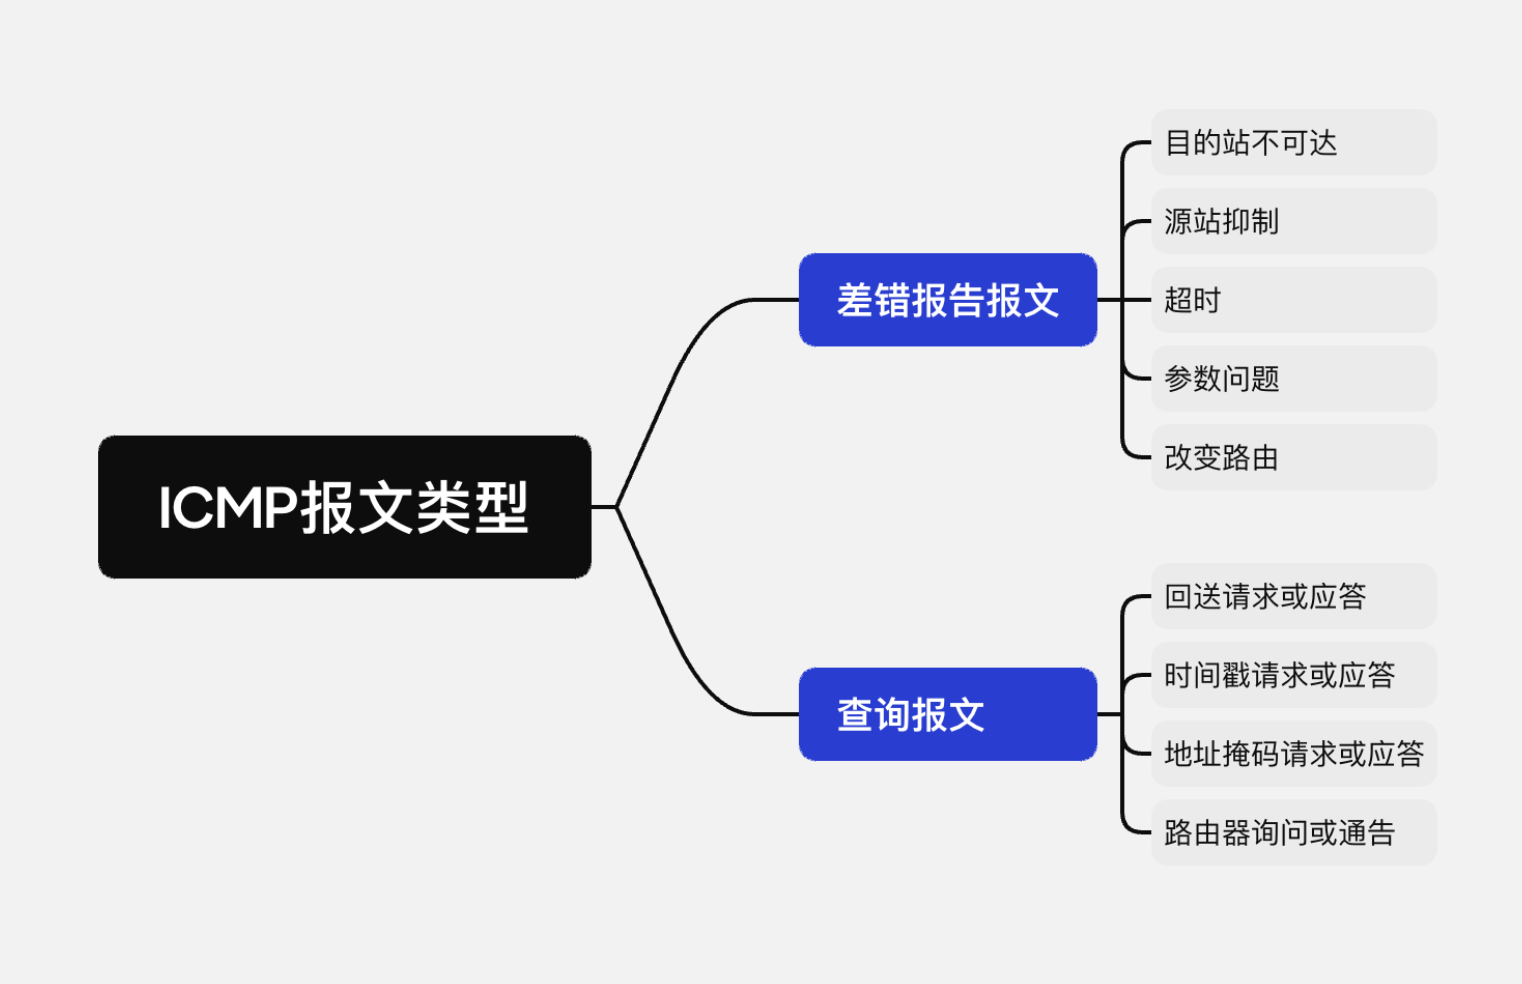 ICMP报文类型
差错报告报文
目的站不可达
源站抑制
超时
参数问题
改变路由
查询报文
回送请求或应答
时间戳请求或应答
地址掩码请求或应答
路由器询问或通告